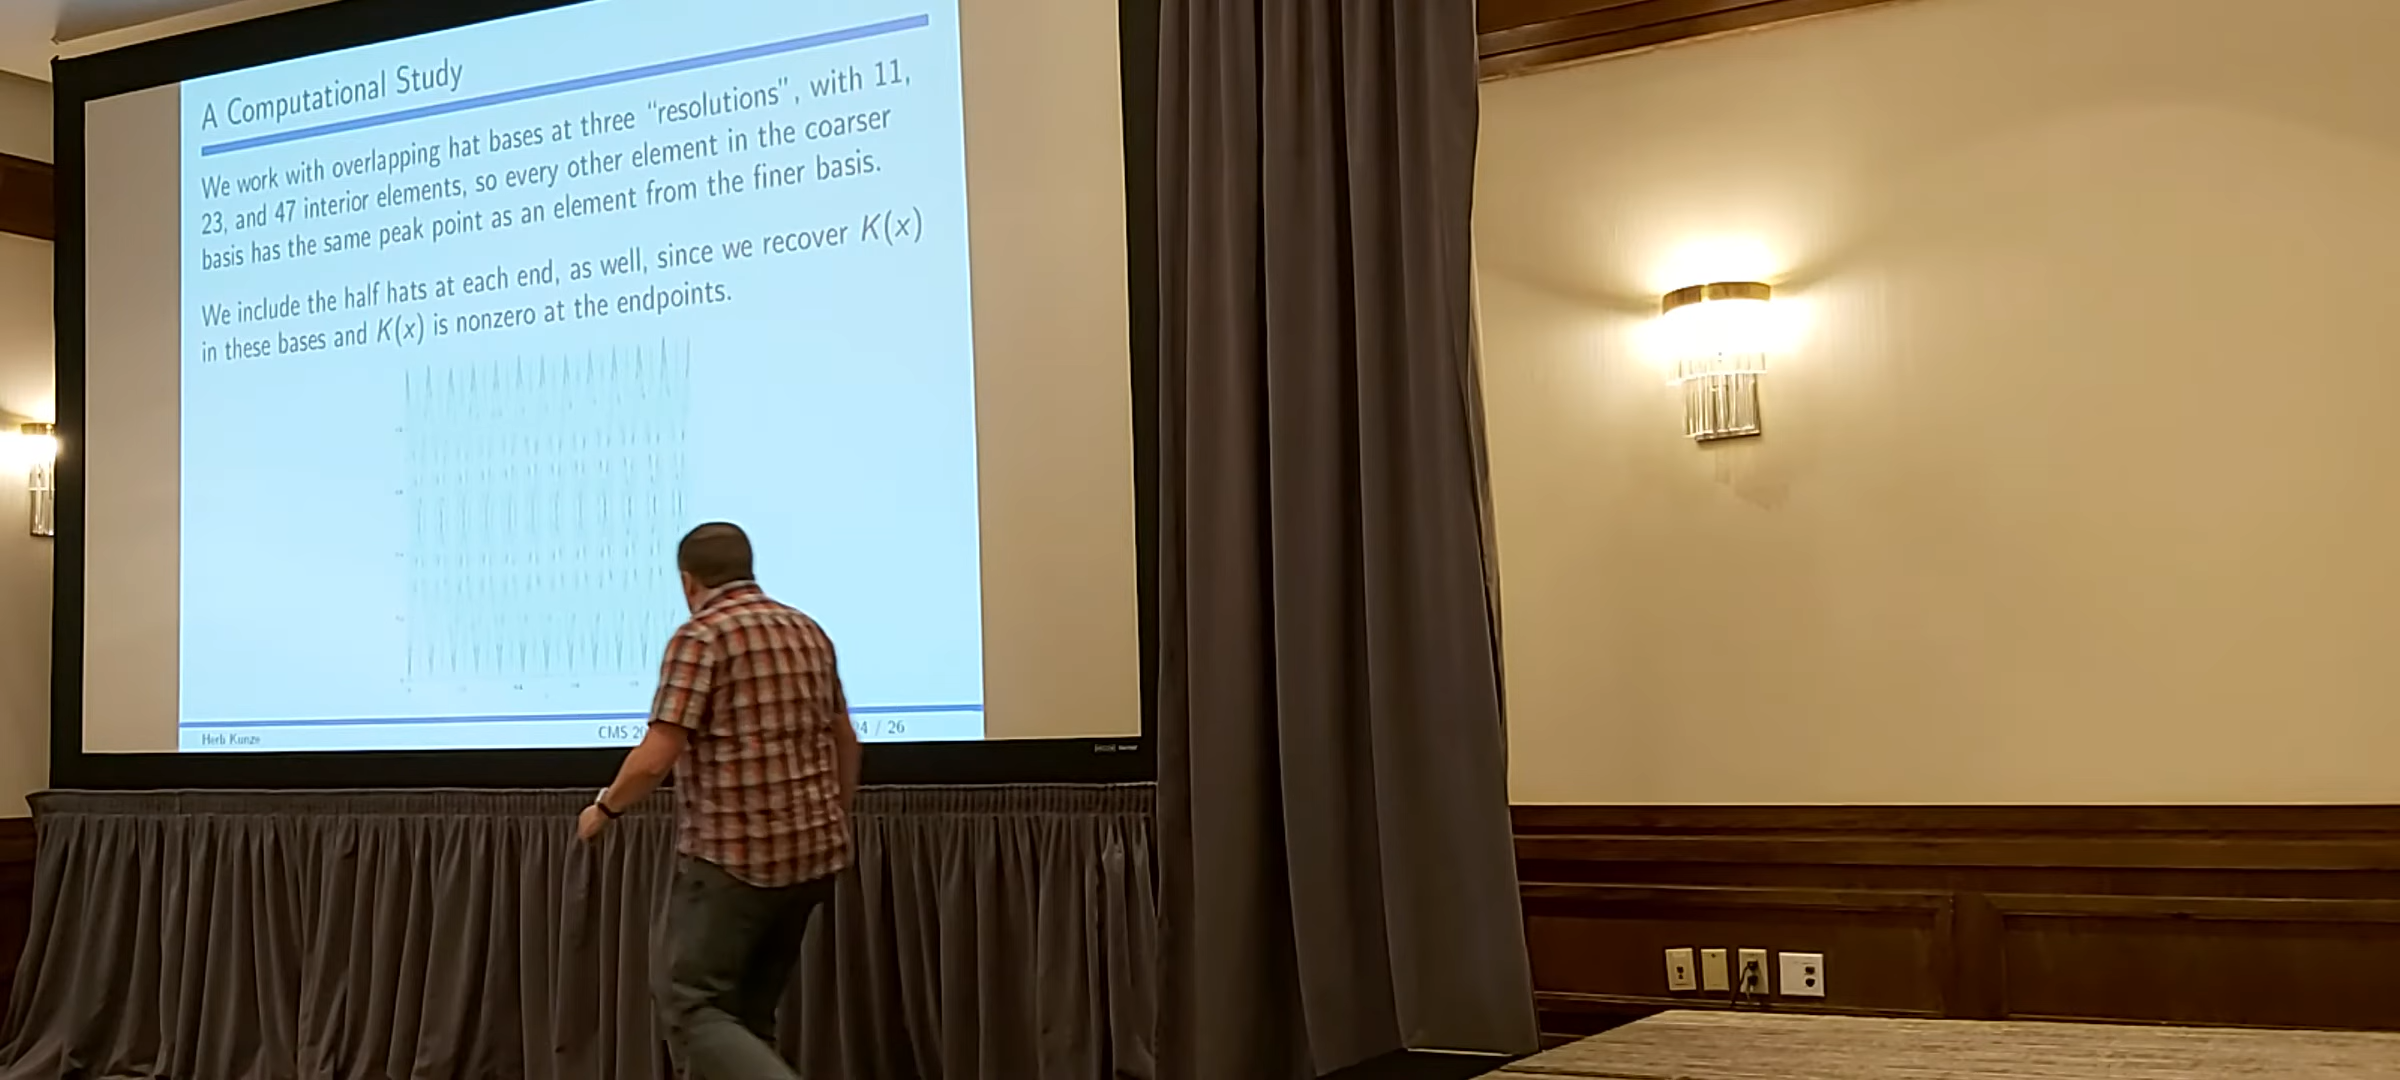 A Computational Study
We work with overlapping hat bases at three “resolutions”, with 11,
23, and 47 interior elements, so every other element in the coarser
basis has the same peak point as an element from the finer basis.
We include the half hats at each end, as well, since we recover K(x)
in these bases and K(x) is nonzero at the endpoints.
Herb Kunze
CMS
/ 26